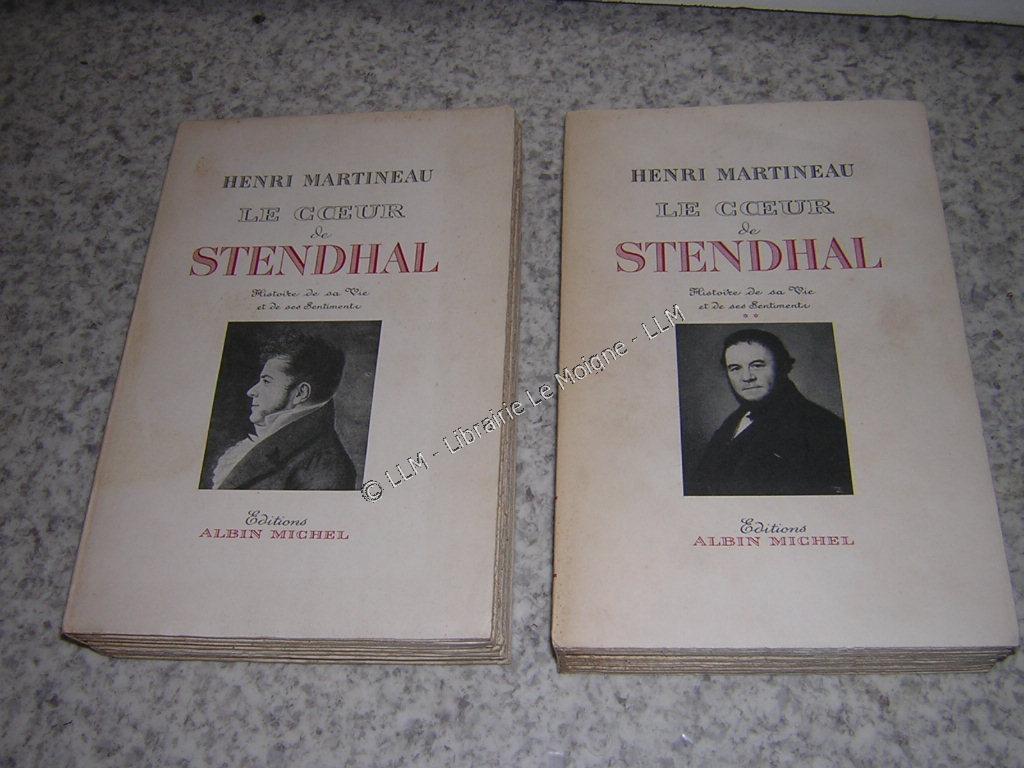 HENRI MARTINEAU
LE CŒUR
de
STENDHAL
Histoire de sa Vie
et de ses Sentiments
Editions
ALBIN MICHEL
HENRI MARTINEAU
LE CŒUR
de
STENDHAL
Histoire de sa Vie
et de ses Sentiments
**
Editions
ALBIN MICHEL
© LLM - Librairie Le Moigne - LLM